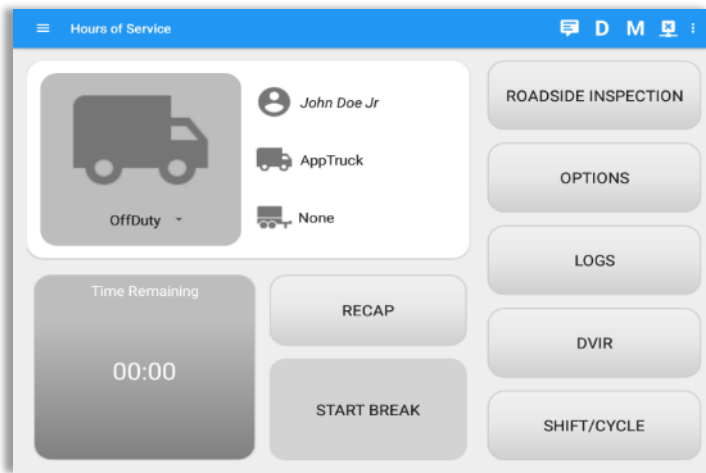 Hours of Service
D M
John Doe Jr
AppTruck
None
OffDuty
Time Remaining
00:00
RECAP
START BREAK
ROADSIDE INSPECTION
OPTIONS
LOGS
DVIR
SHIFT/CYCLE